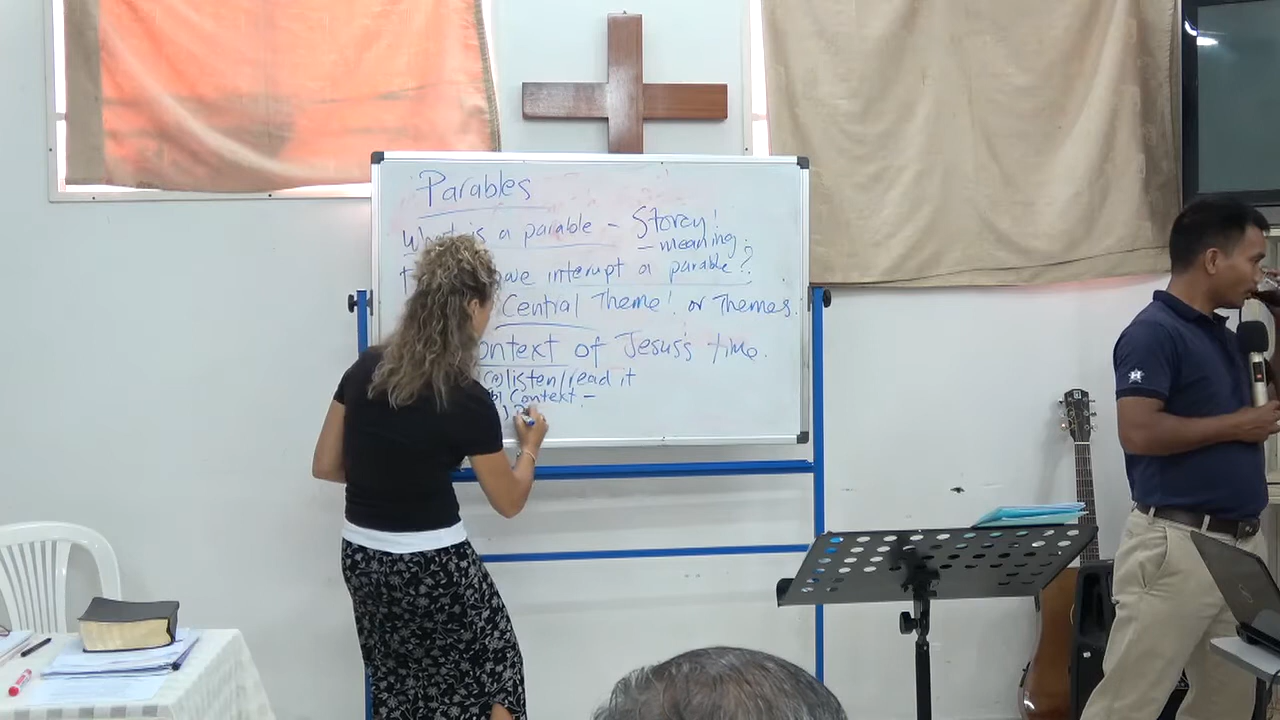 Parables
What is a parable - Storey!
- meaning.
we interupt a parable?
Central Theme! or Themes.
ontext of Jesus's time.
(a) listen/read it
(b) Context -